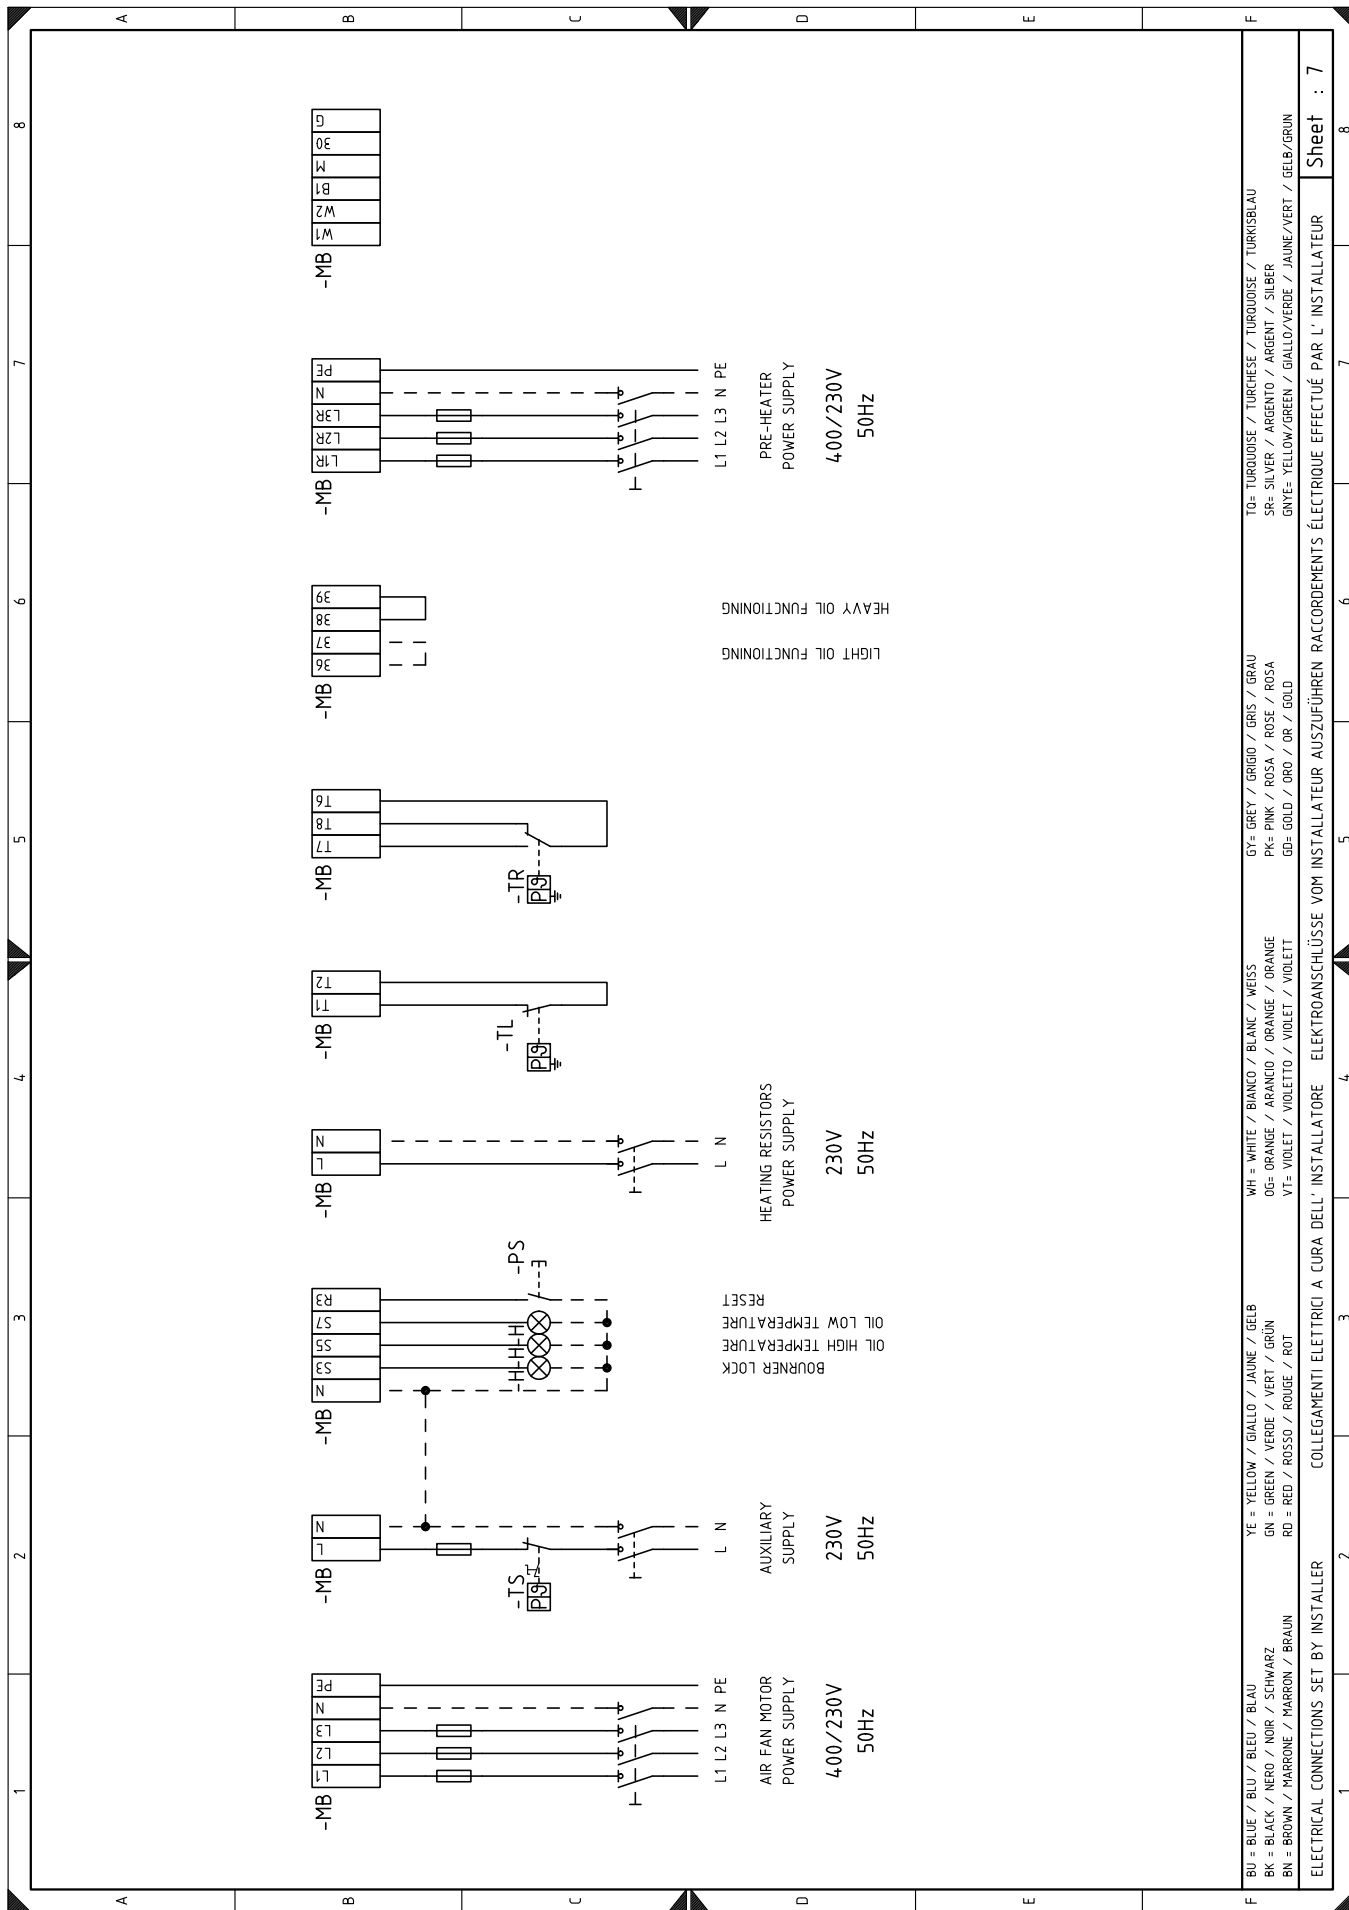 1 2 3 4 5 6 7 8
A
B
C
D
E
F
-MB
L1 L2 L3 N PE
L1 L2 L3 N PE
AIR FAN MOTOR
POWER SUPPLY
400/230V
50Hz
-MB
L N
-TS
P
L N
AUXILIARY
SUPPLY
230V
50Hz
-MB
N S3 S5 S7 R3
-H
-H
-H
-PS
BOURNER LOCK
OIL HIGH TEMPERATURE
OIL LOW TEMPERATURE
RESET
-MB
L N
L N
HEATING RESISTORS
POWER SUPPLY
230V
50Hz
-MB
T1 T2
-TL
P
-MB
T7 T8 T6
-TR
P
-MB
36 37 38 39
LIGHT OIL FUNCTIONING
HEAVY OIL FUNCTIONING
-MB
L1R L2R L3R N PE
L1 L2 L3 N PE
PRE-HEATER
POWER SUPPLY
400/230V
50Hz
-MB
W1 W2 B1 M 30 G
BU = BLUE / BLU / BLEU / BLAU
BK = BLACK / NERO / NOIR / SCHWARZ
BN = BROWN / MARRONE / MARRON / BRAUN
YE = YELLOW / GIALLO / JAUNE / GELB
GN = GREEN / VERDE / VERT / GRÜN
RD = RED / ROSSO / ROUGE / ROT
WH = WHITE / BIANCO / BLANC / WEISS
OG= ORANGE / ARANCIO / ORANGE / ORANGE
VT= VIOLET / VIOLETTO / VIOLET / VIOLETT
GY= GREY / GRIGIO / GRIS / GRAU
PK= PINK / ROSA / ROSE / ROSA
GD= GOLD / ORO / OR / GOLD
TQ= TURQUOISE / TURCHESE / TURQUOISE / TURKISBLAU
SR= SILVER / ARGENTO / ARGENT / SILBER
GNYE= YELLOW/GREEN / GIALLO/VERDE / JAUNE/VERT / GELB/GRUN
ELECTRICAL CONNECTIONS SET BY INSTALLER COLLEGAMENTI ELETTRICI A CURA DELL' INSTALLATORE ELEKTROANSCHLÜSSE VOM INSTALLATEUR AUSZUFÜHREN RACCORDEMENTS ÉLECTRIQUE EFFECTUÉ PAR L' INSTALLATEUR
Sheet : 7
1 2 3 4 5 6 7 8
A
B
C
D
E
F